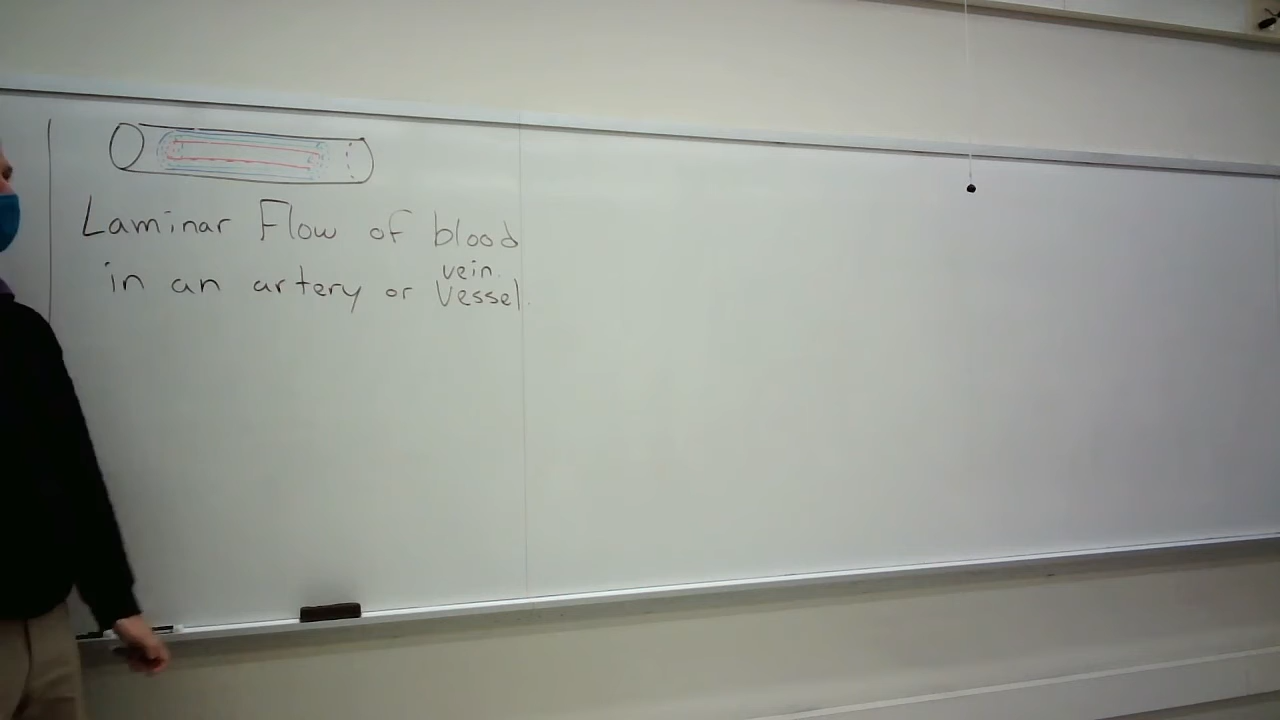 Laminar Flow of blood
vein.
in an artery or Vessel.